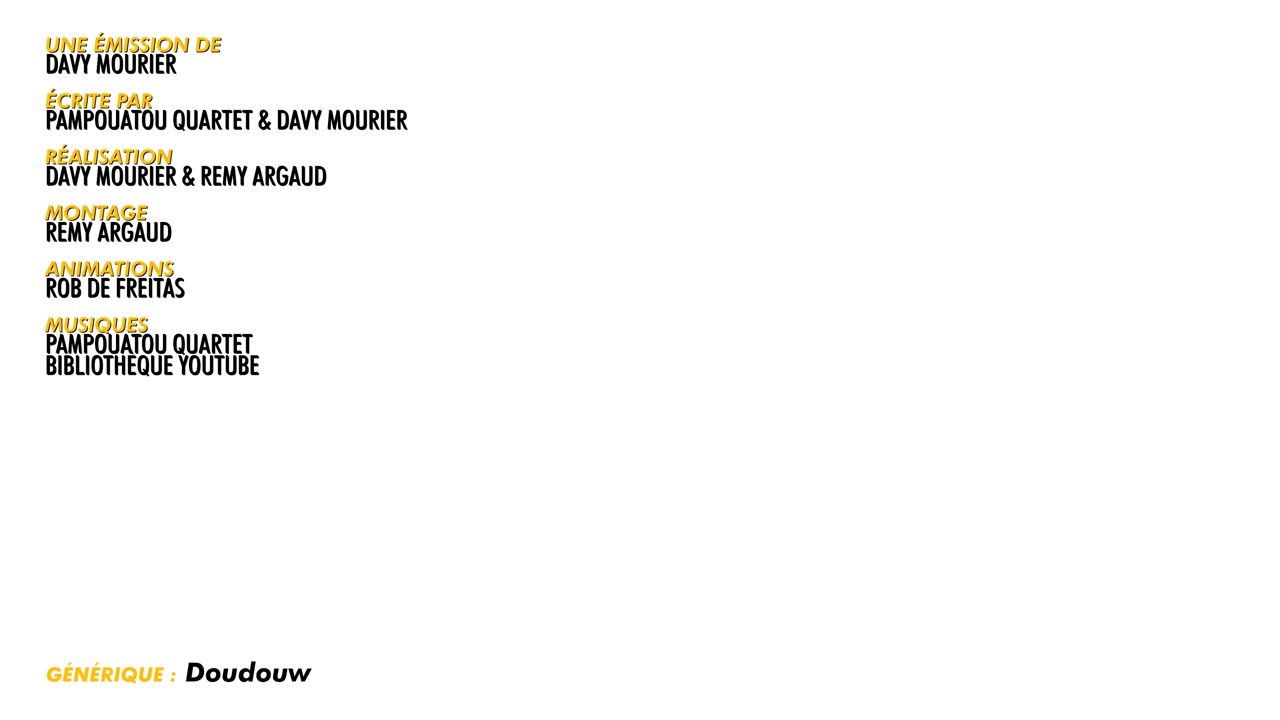 UNE ÉMISSION DE
DAVY MOURIER
ÉCRITE PAR
PAMPOUATOU QUARTET & DAVY MOURIER
RÉALISATION
DAVY MOURIER & REMY ARGAUD
MONTAGE
REMY ARGAUD
ANIMATIONS
ROB DE FREITAS
MUSIQUES
PAMPOUATOU QUARTET
BIBLIOTHÈQUE YOUTUBE
GÉNÉRIQUE : Doudouw